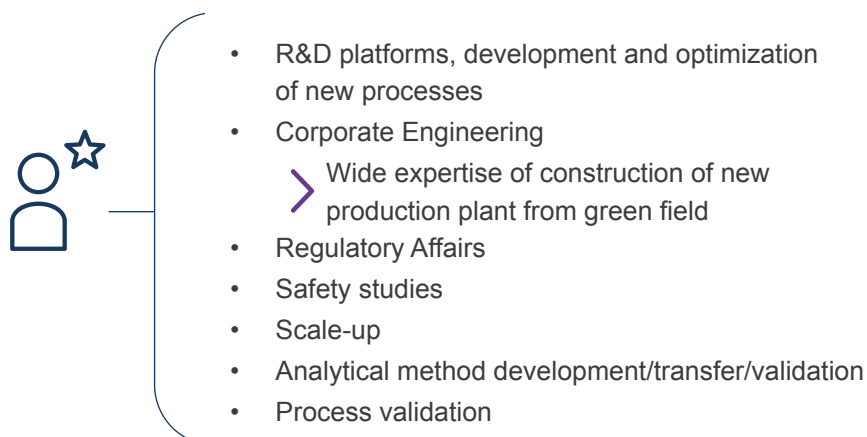 • R&D platforms, development and optimization
of new processes
• Corporate Engineering
Wide expertise of construction of new
production plant from green field
• Regulatory Affairs
• Safety studies
• Scale-up
• Analytical method development/transfer/validation
• Process validation